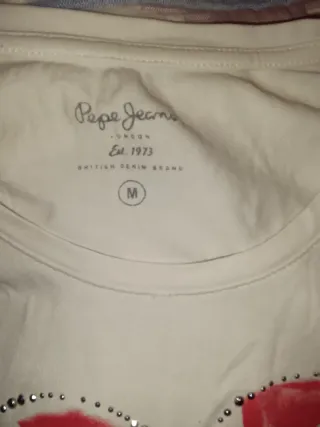 Pepe Jeans
LONDON
Est. 1973
BRITISH DENIM BRAND
M